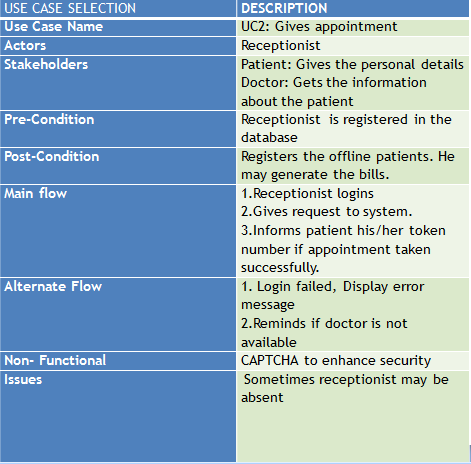 USE CASE SELECTION DESCRIPTION
Use Case Name UC2: Gives appointment
Actors Receptionist
Stakeholders Patient: Gives the personal details
Doctor: Gets the information
about the patient
Pre-Condition Receptionist is registered in the
database
Post-Condition Registers the offline patients. He
may generate the bills.
Main flow 1.Receptionist logins
2.Gives request to system.
3.Informs patient his/her token
number if appointment taken
successfully.
Alternate Flow 1. Login failed, Display error
message
2.Reminds if doctor is not
available
Non- Functional CAPTCHA to enhance security
Issues Sometimes receptionist may be
absent